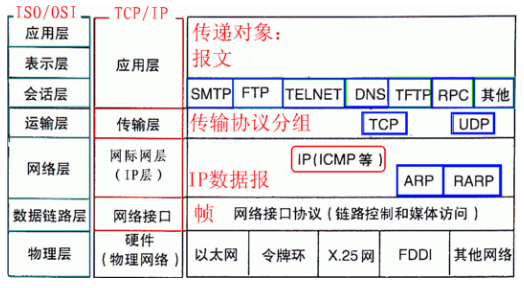 ISO/OSI TCP/IP
应用层 传递对象：
表示层 应用层 报文
会话层 SMTP FTP TELNET DNS TFTP RPC 其他
运输层 传输层 传输协议分组 TCP UDP
网络层 网际网层
（IP层） IP(ICMP等)
IP数据报 ARP RARP
数据链路层 网络接口 帧 网络接口协议（链路控制和媒体访问）
物理层 硬件
（物理网络） 以太网 令牌环 X.25网 FDDI 其他网络